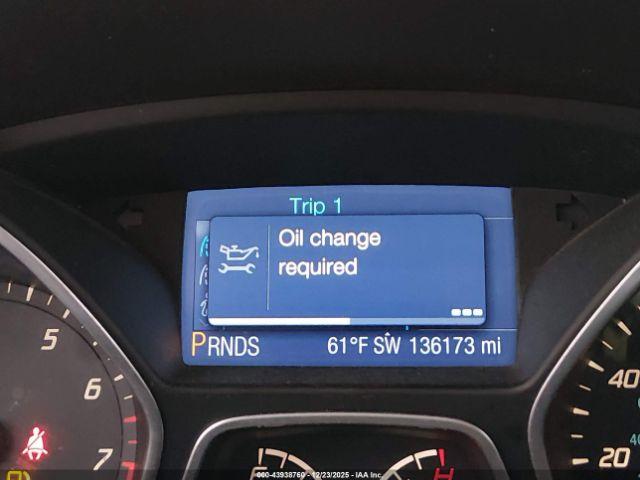 Trip 1
Oil change
required
PRNDS 61°F SW 136173 mi
5
6
7
40
40
20
F H
000-43938760 - 12/23/2025 - IAA Inc.